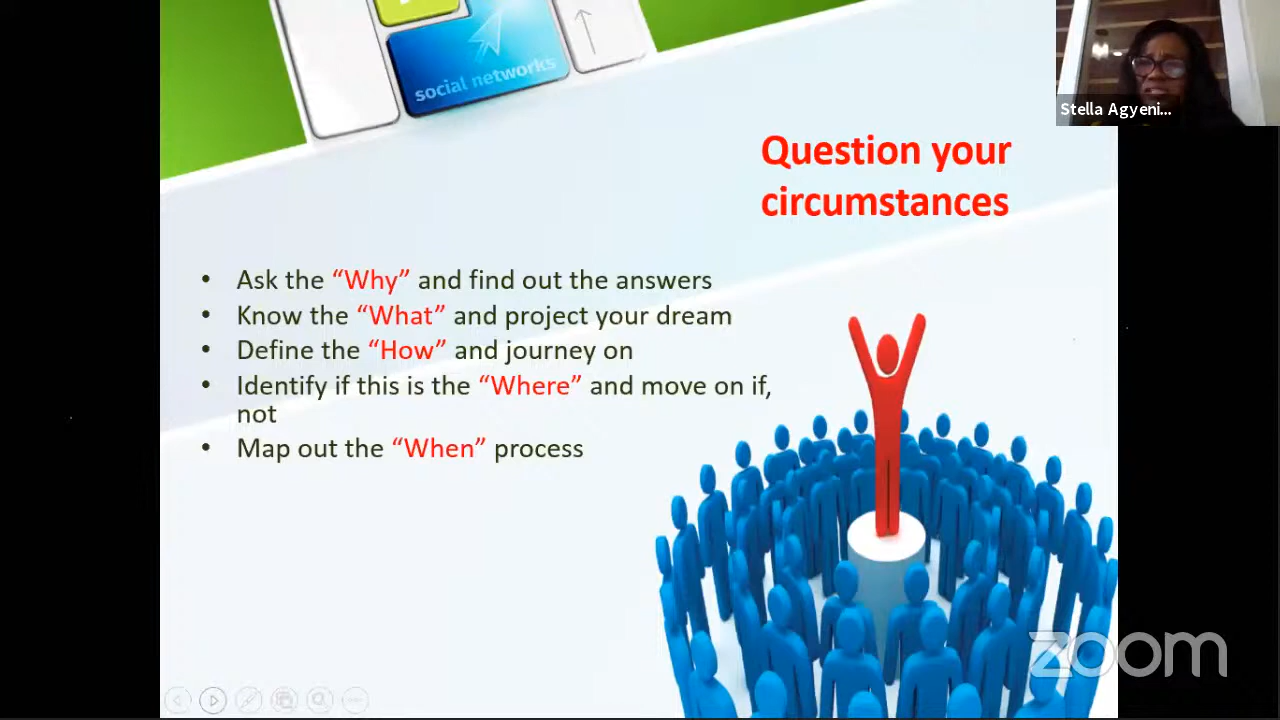 social networks
Stella Agyeni...
Question your
circumstances
• Ask the “Why” and find out the answers
• Know the “What” and project your dream
• Define the “How” and journey on
• Identify if this is the “Where” and move on if,
not
• Map out the “When” process
zoom